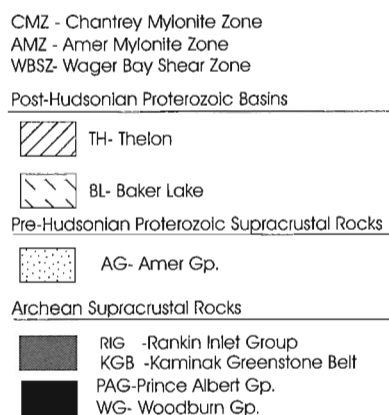 CMZ - Chantrey Mylonite Zone
AMZ - Amer Mylonite Zone
WBSZ- Wager Bay Shear Zone
Post-Hudsonian Proterozoic Basins
TH- Thelon
BL- Baker Lake
Pre-Hudsonian Proterozoic Supracrustal Rocks
AG- Amer Gp.
Archean Supracrustal Rocks
RIG -Rankin Inlet Group
KGB -Kaminak Greenstone Belt
PAG-Prince Albert Gp.
WG- Woodburn Gp.